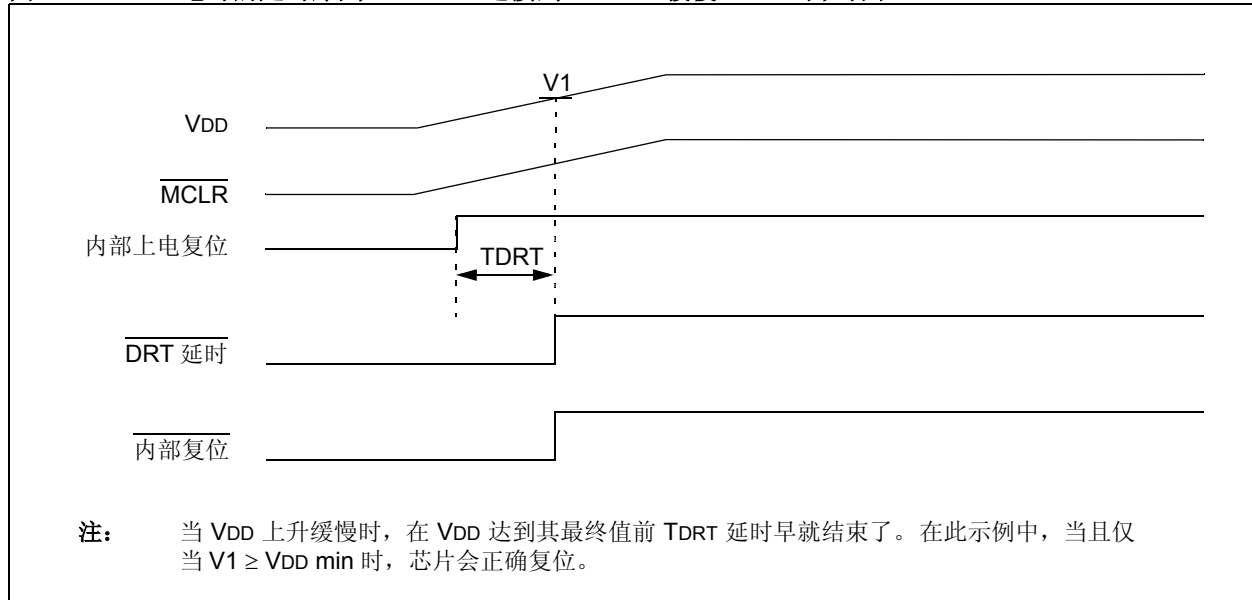 V1
VDD
MCLR
内部上电复位
TDRT
DRT 延时
内部复位
注： 当 VDD 上升缓慢时，在 VDD 达到其最终值前 TDRT 延时早就结束了。在此示例中，当且仅
当 V1 ≥ VDD min 时，芯片会正确复位。